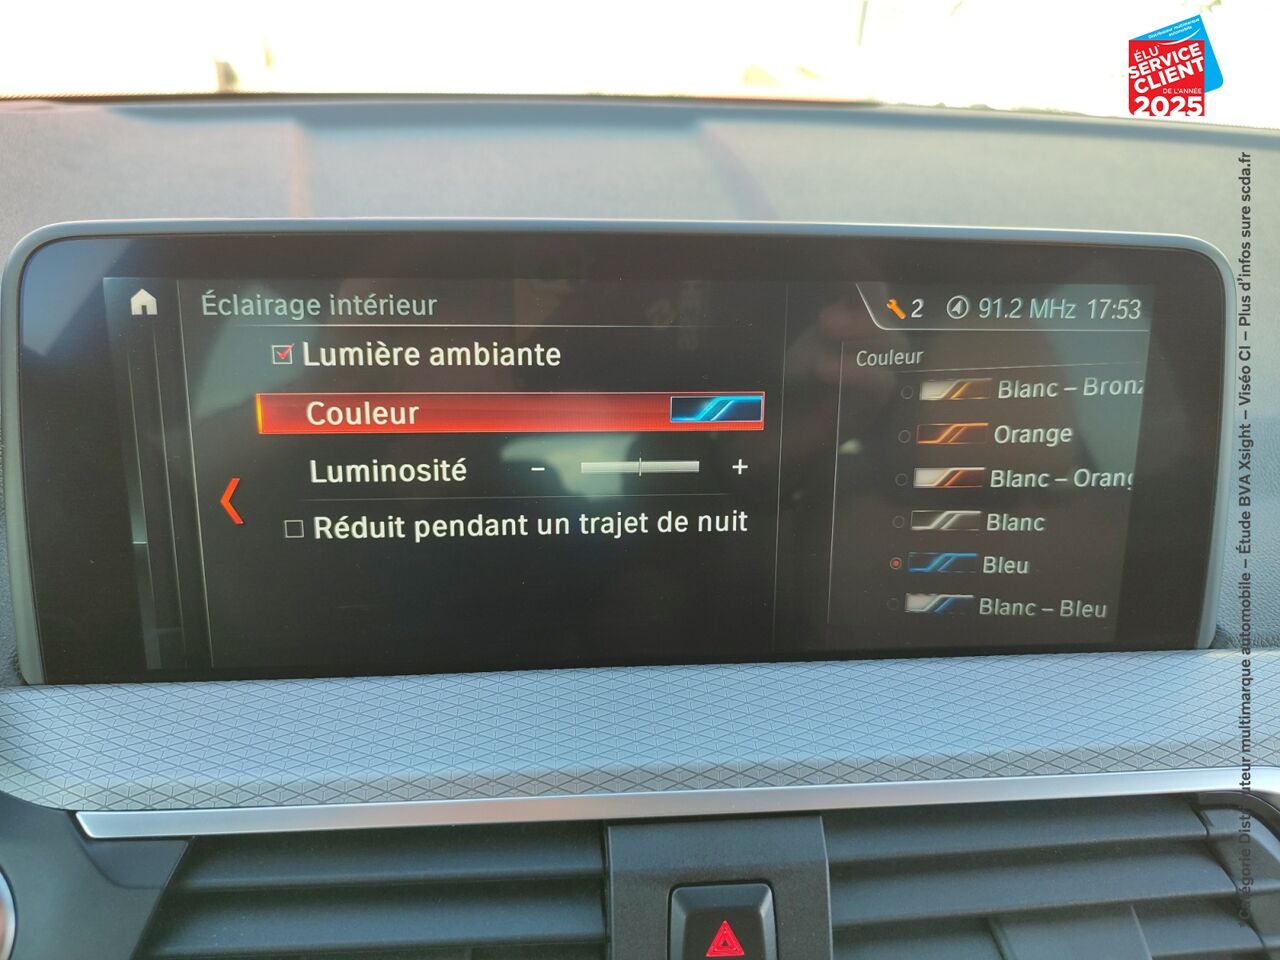 Distributeur multimarque
automobile
ÉLU
SERVICE
CLIENT
DE L'ANNÉE
2025
Éclairage intérieur
2 91.2 MHz 17:53
Lumière ambiante
Couleur
Luminosité - +
Réduit pendant un trajet de nuit
Couleur
Blanc – Bronz
Orange
Blanc – Orang
Blanc
Bleu
Blanc – Bleu
multimarque automobile – Étude BVA Xsight – Viséo CI – Plus d'infos sure scda.fr